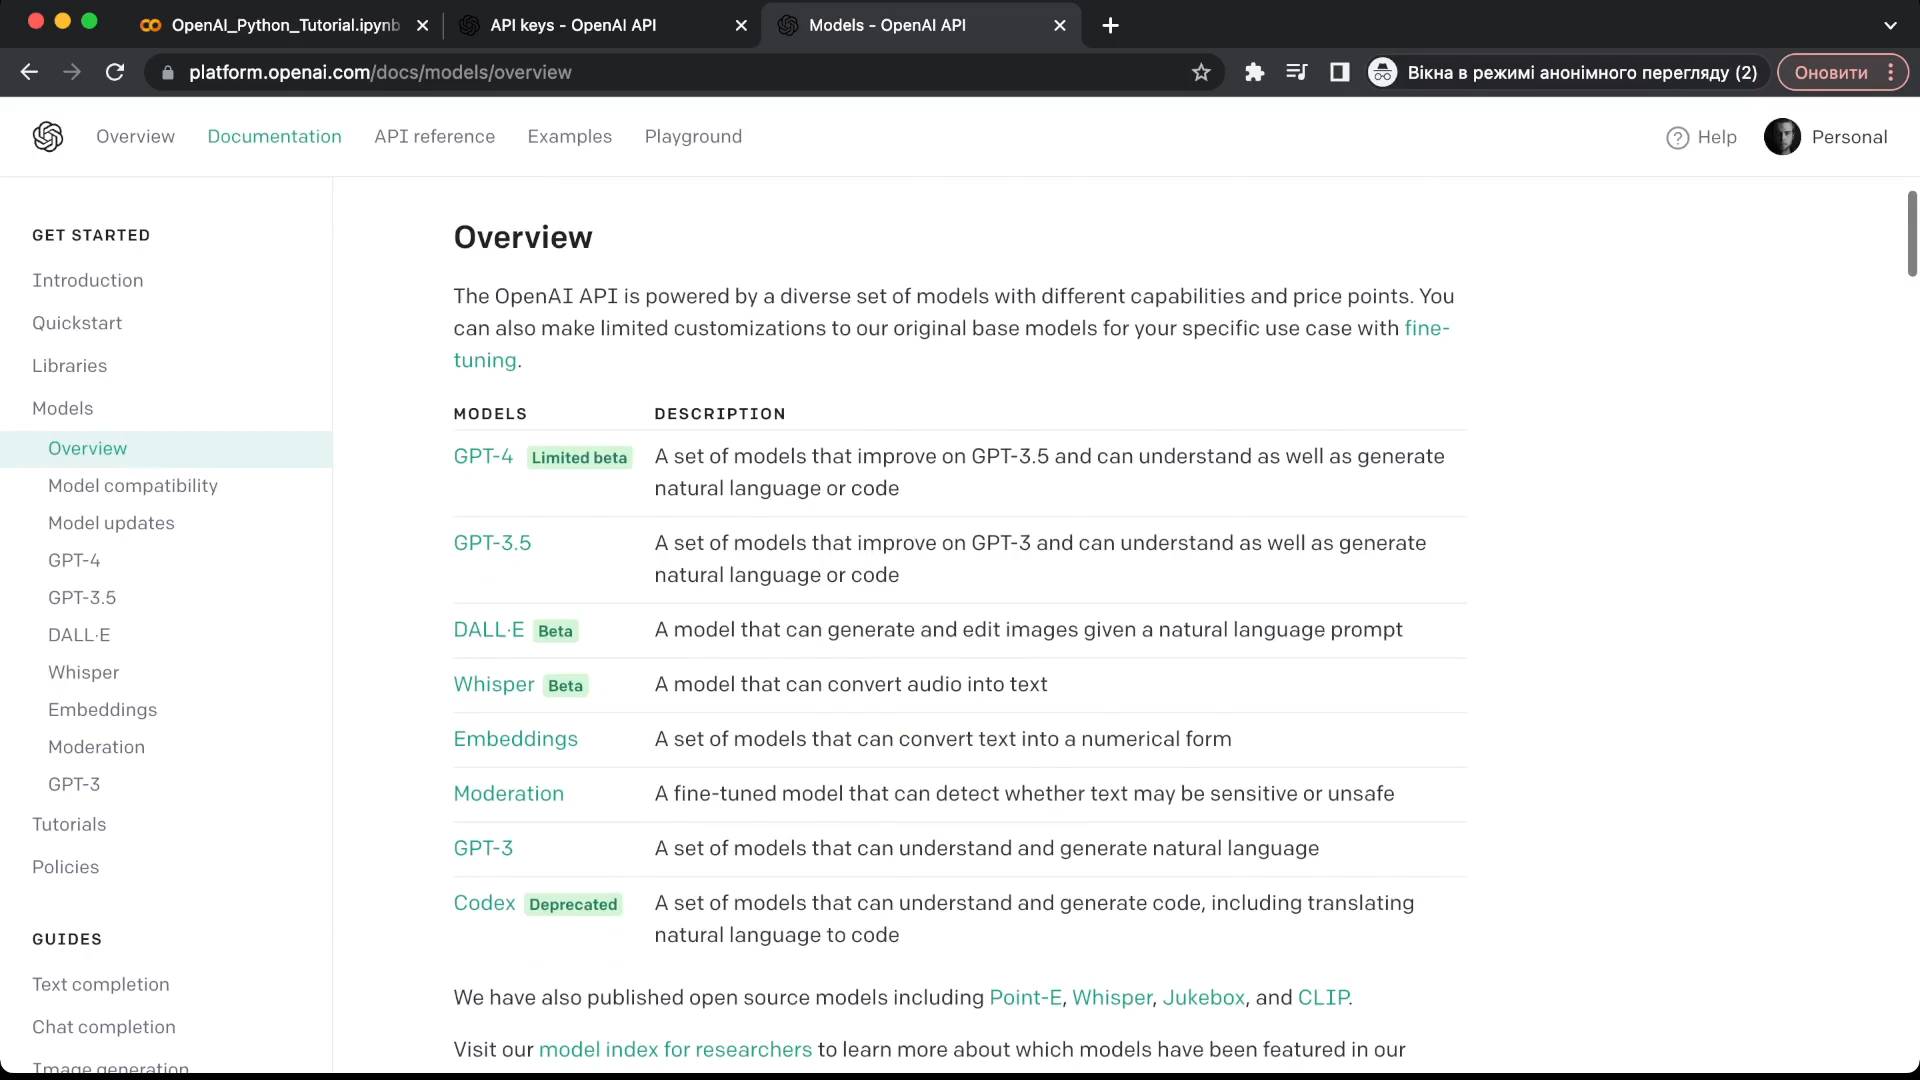 OpenAI_Python_Tutorial.ipynb
API keys - OpenAI API
Models - OpenAI API
platform.openai.com/docs/models/overview
Вікна в режимі анонімного перегляду (2)
Оновити
Overview
Documentation
API reference
Examples
Playground
Help
Personal
GET STARTED
Introduction
Quickstart
Libraries
Models
Overview
Model compatibility
Model updates
GPT-4
GPT-3.5
DALL·E
Whisper
Embeddings
Moderation
GPT-3
Tutorials
Policies
GUIDES
Text completion
Chat completion
Image generation
Overview
The OpenAI API is powered by a diverse set of models with different capabilities and price points. You
can also make limited customizations to our original base models for your specific use case with fine-
tuning.
MODELS DESCRIPTION
GPT-4 Limited beta A set of models that improve on GPT-3.5 and can understand as well as generate
natural language or code
GPT-3.5 A set of models that improve on GPT-3 and can understand as well as generate
natural language or code
DALL·E Beta A model that can generate and edit images given a natural language prompt
Whisper Beta A model that can convert audio into text
Embeddings A set of models that can convert text into a numerical form
Moderation A fine-tuned model that can detect whether text may be sensitive or unsafe
GPT-3 A set of models that can understand and generate natural language
Codex Deprecated A set of models that can understand and generate code, including translating
natural language to code
We have also published open source models including Point-E, Whisper, Jukebox, and CLIP.
Visit our model index for researchers to learn more about which models have been featured in our